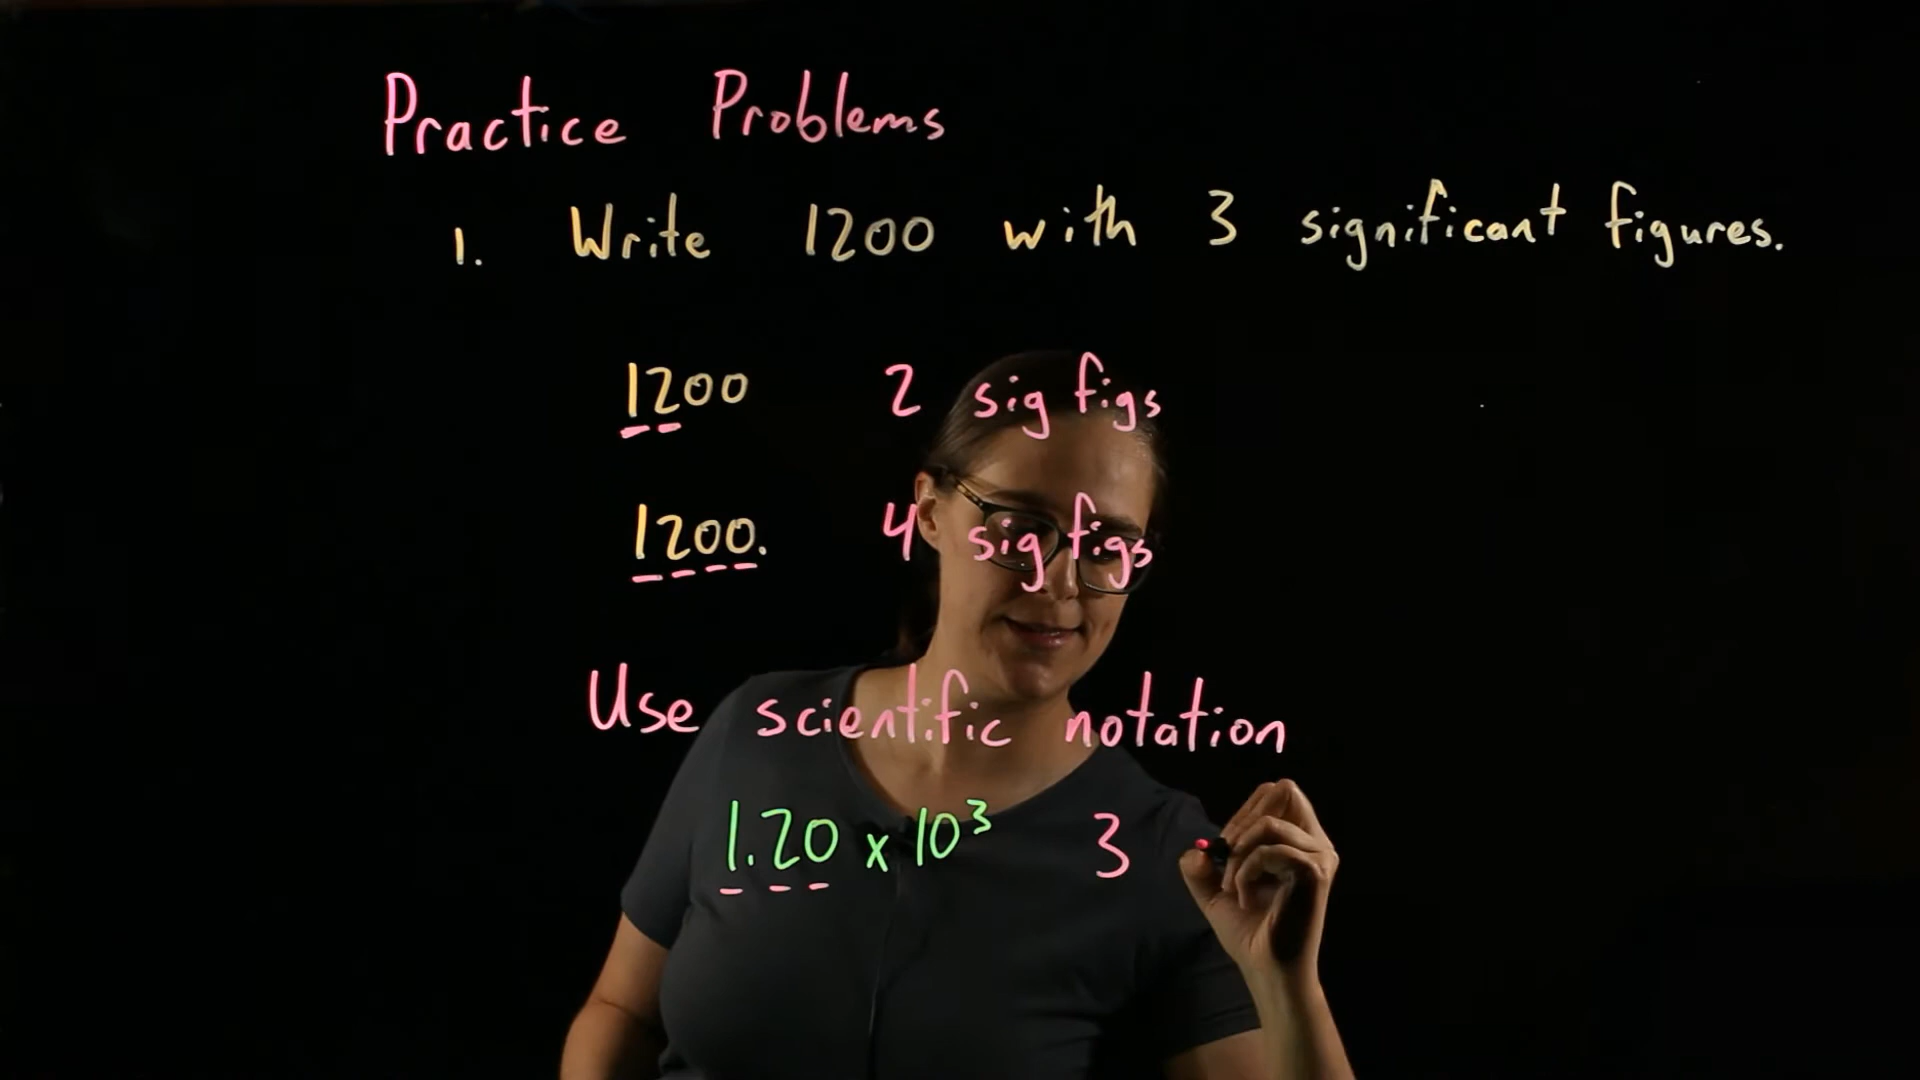 Practice Problems
1. Write 1200 with 3 significant figures.
1200 2 sig figs
1200. 4 sig figs
Use scientific notation
1.20 x 10³ 3